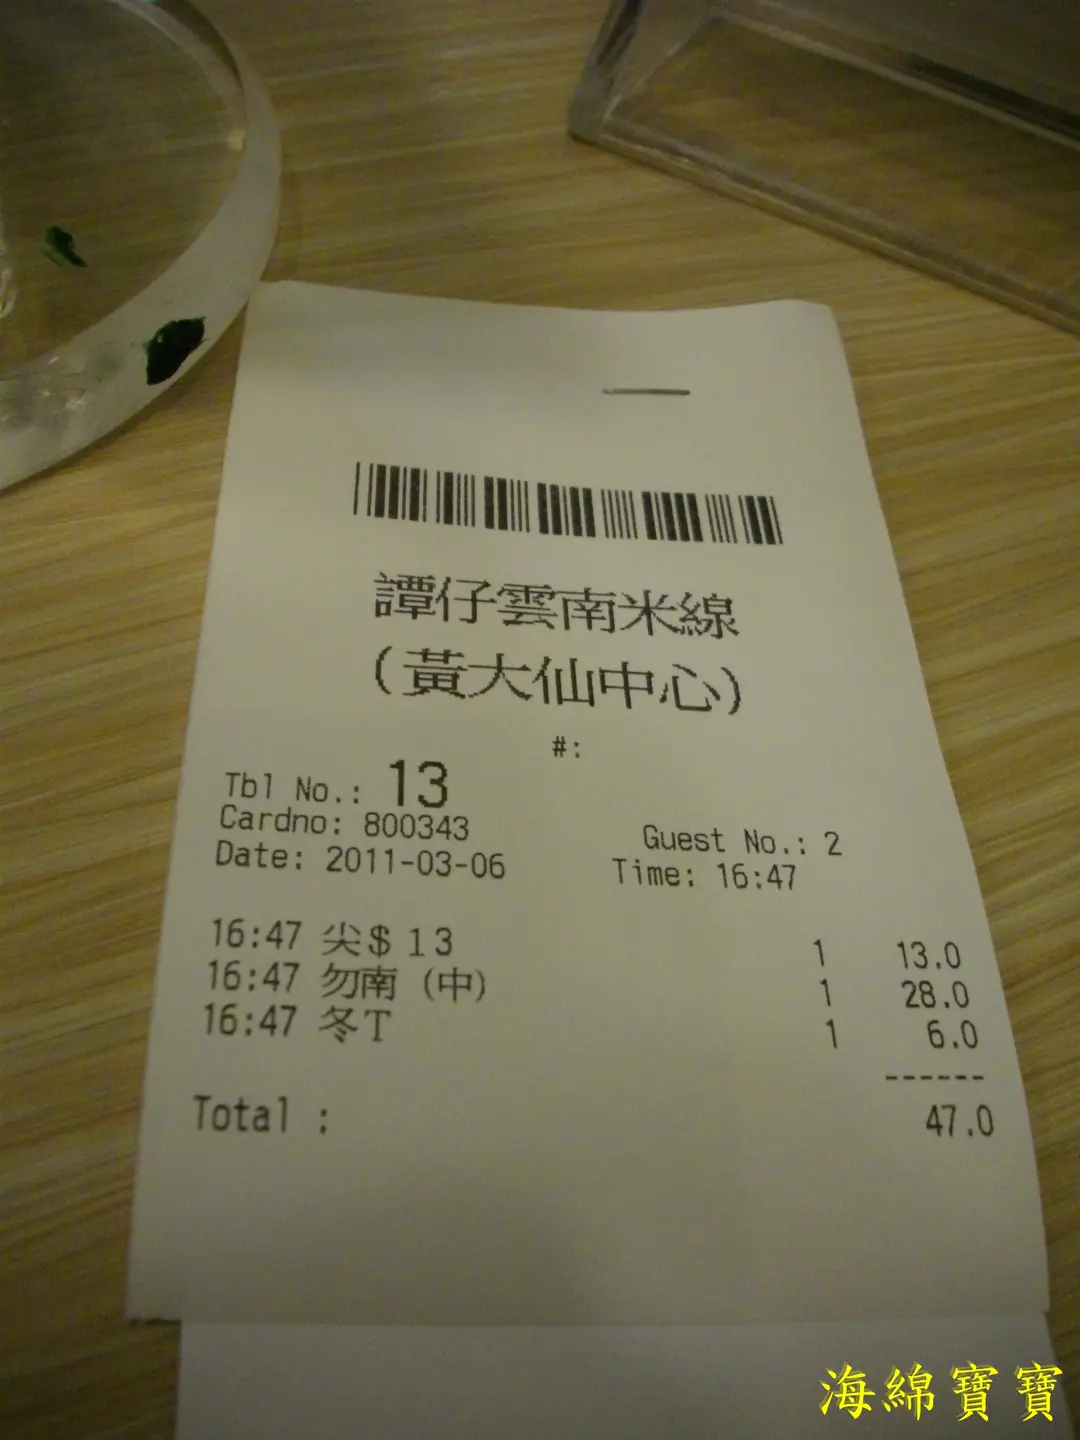 譚仔雲南米線
(黃大仙中心)
#:
Tbl No.: 13
Cardno: 800343 Guest No.: 2
Date: 2011-03-06 Time: 16:47
16:47 尖$13 1 13.0
16:47 勿南 (中) 1 28.0
16:47 冬T 1 6.0
------
Total : 47.0
海綿寶寶